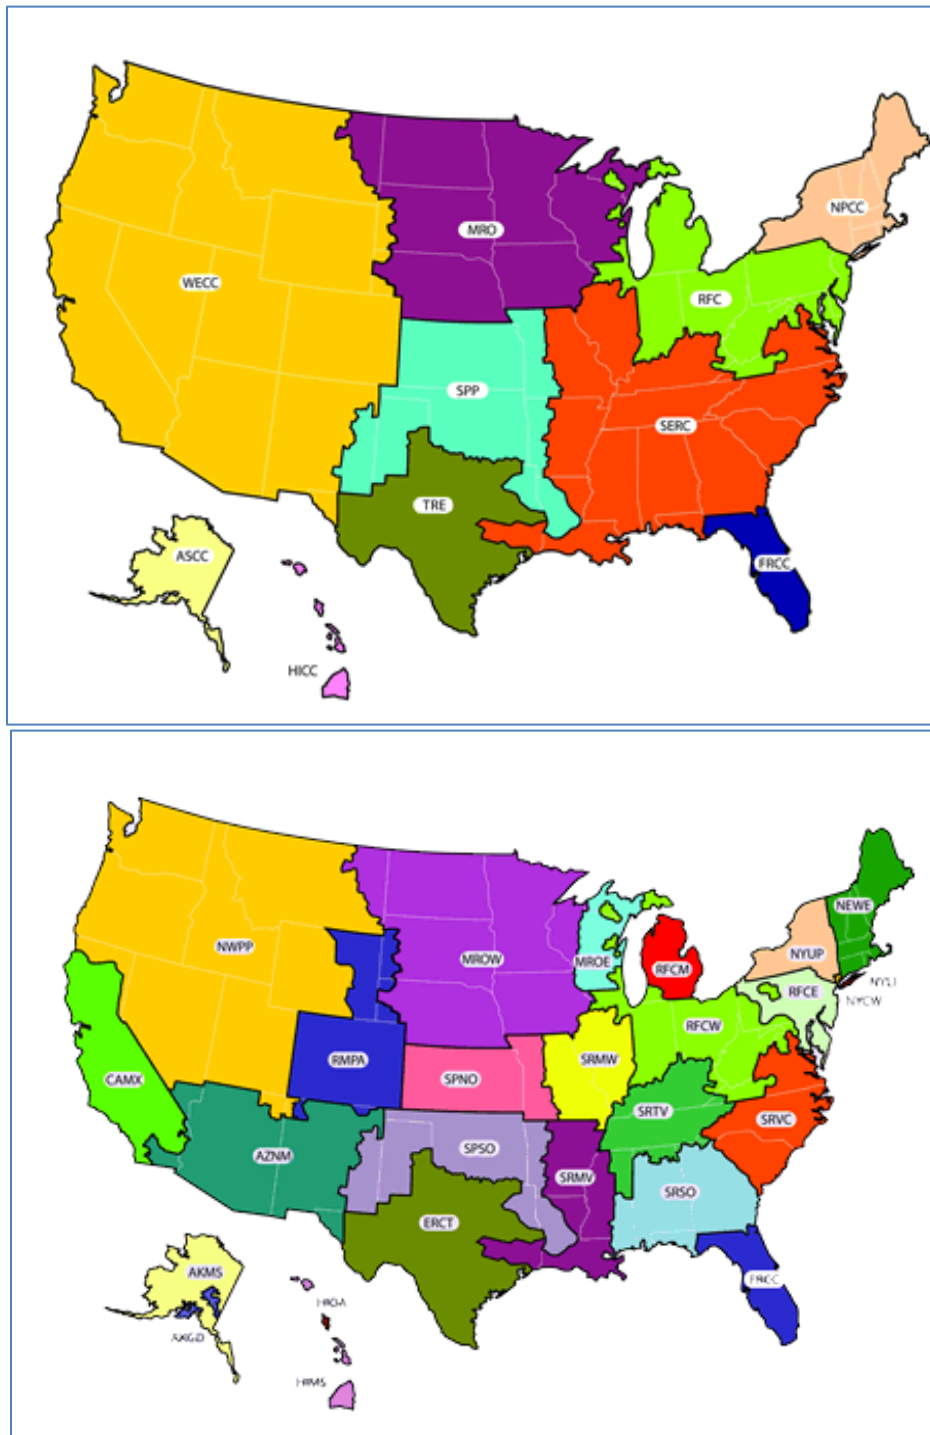 NPCC
MRO
WECC
RFC
SPP
SERC
TRE
ASCC
FRCC
HICC
NEWE
NWPP
NYUP
MROE
MROW
RFCM
NYLI
RFCE
NYCW
RFCW
RMPA
SRMW
CAMX
SPNO
SRTV
SRVC
SPSO
AZNM
SRMV
SRSO
ERCT
AKMS
FRCC
HIOA
AKGD
HIMS